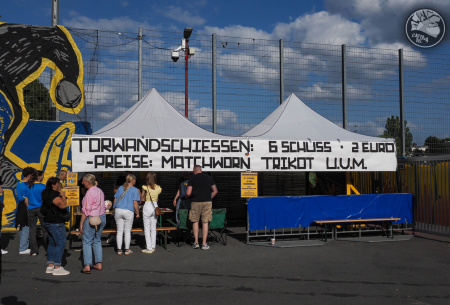 TORWANDSCHIESSEN: 6 SCHÜSS · 2 EURO
-PREISE: MATCHWORN TRIKOT U.V.M.